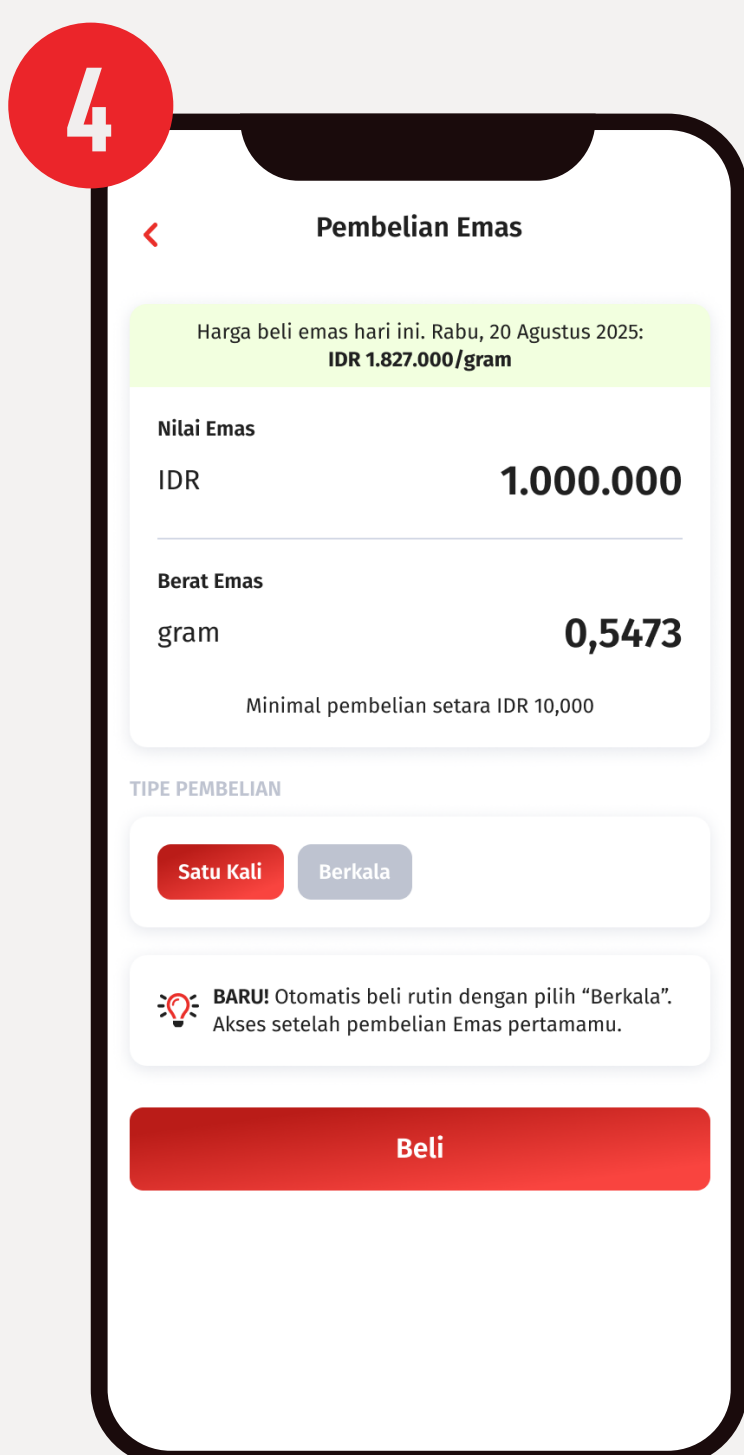 4
Pembelian Emas
Harga beli emas hari ini. Rabu, 20 Agustus 2025:
IDR 1.827.000/gram
Nilai Emas
IDR 1.000.000
Berat Emas
gram 0,5473
Minimal pembelian setara IDR 10,000
TIPE PEMBELIAN
Satu Kali Berkala
BARU! Otomatis beli rutin dengan pilih “Berkala”.
Akses setelah pembelian Emas pertamamu.
Beli